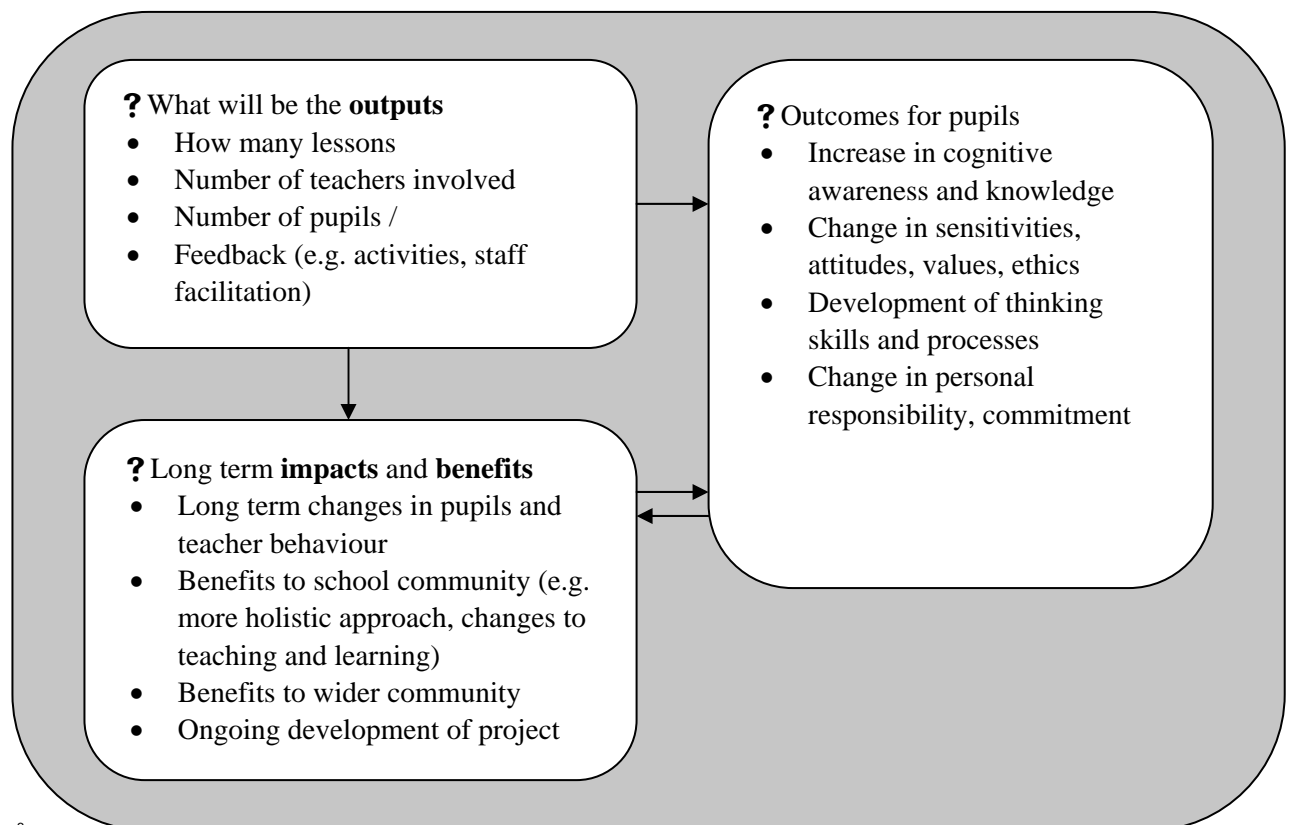 ? What will be the outputs
• How many lessons
• Number of teachers involved
• Number of pupils /
• Feedback (e.g. activities, staff
facilitation)
? Outcomes for pupils
• Increase in cognitive
awareness and knowledge
• Change in sensitivities,
attitudes, values, ethics
• Development of thinking
skills and processes
• Change in personal
responsibility, commitment
? Long term impacts and benefits
• Long term changes in pupils and
teacher behaviour
• Benefits to school community (e.g.
more holistic approach, changes to
teaching and learning)
• Benefits to wider community
• Ongoing development of project